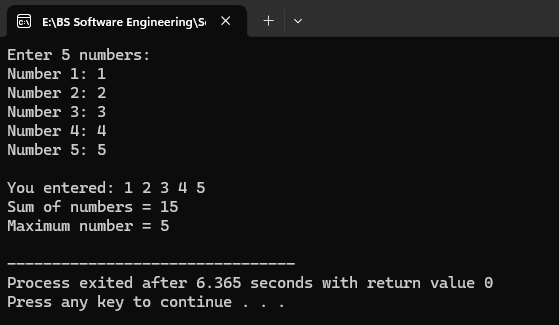 E:\BS Software Engineering\S
Enter 5 numbers:
Number 1: 1
Number 2: 2
Number 3: 3
Number 4: 4
Number 5: 5
You entered: 1 2 3 4 5
Sum of numbers = 15
Maximum number = 5
--------------------------------
Process exited after 6.365 seconds with return value 0
Press any key to continue . . .